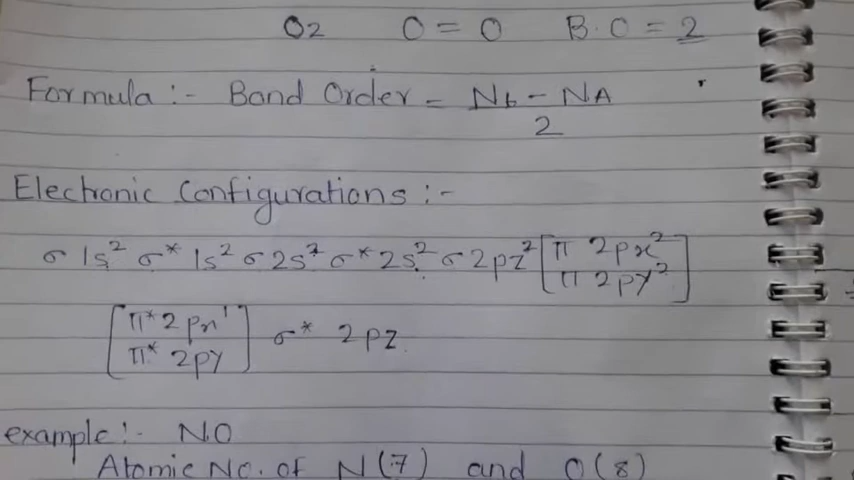 O2 O = O B.O = 2
Formula :- Bond Order = Nb - NA / 2
Electronic Configurations :-
σ 1s² σ* 1s² σ 2s² σ* 2s² σ 2pz² [π 2px² π 2py²]
[π* 2px¹ π* 2py] σ* 2pz
example:- NO
Atomic No. of N(7) and O(8)